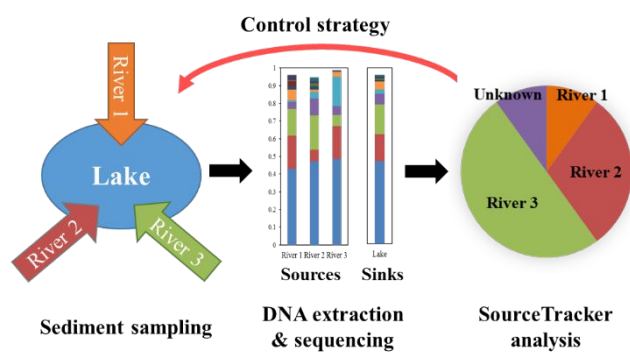 Control strategy
River 1
Lake
River 2
River 3
1
0.9
0.8
0.7
0.6
0.5
0.4
0.3
0.2
0.1
0
River 1 River 2 River 3
Lake
Sources
Sinks
Unknown
River 1
River 2
River 3
Sediment sampling
DNA extraction
& sequencing
SourceTracker
analysis